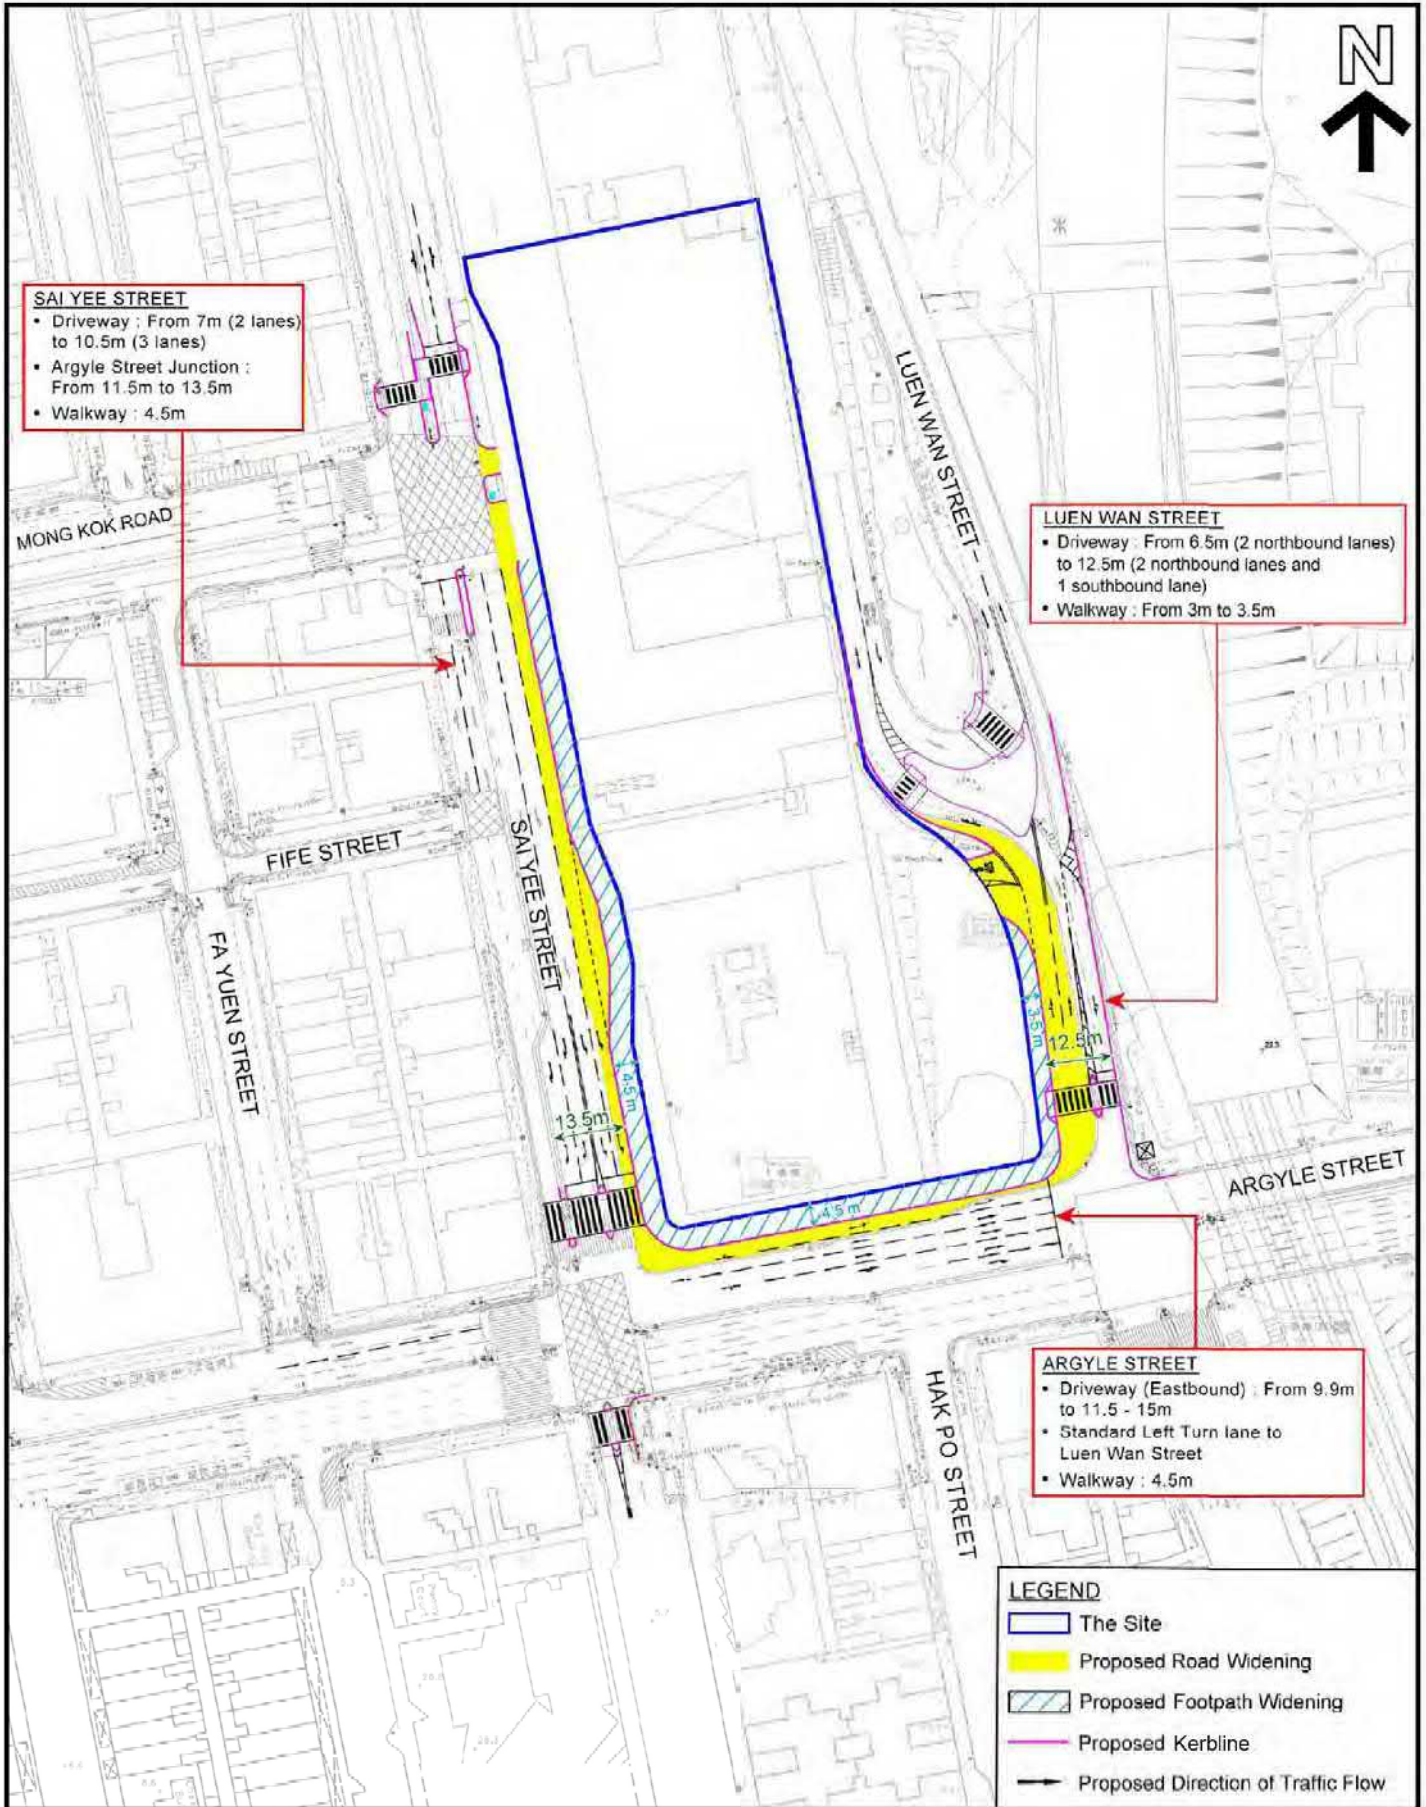 N
SAI YEE STREET
• Driveway : From 7m (2 lanes)
to 10.5m (3 lanes)
• Argyle Street Junction :
From 11.5m to 13.5m
• Walkway : 4.5m
LUEN WAN STREET
MONG KOK ROAD
LUEN WAN STREET
• Driveway : From 6.5m (2 northbound lanes)
to 12.5m (2 northbound lanes and
1 southbound lane)
• Walkway : From 3m to 3.5m
FIFE STREET
SAI YEE STREET
FA YUEN STREET
3.5 m
12.5m
4.5 m
13.5m
ARGYLE STREET
4.5 m
HAK PO STREET
ARGYLE STREET
• Driveway (Eastbound) : From 9.9m
to 11.5 - 15m
• Standard Left Turn lane to
Luen Wan Street
• Walkway : 4.5m
LEGEND
The Site
Proposed Road Widening
Proposed Footpath Widening
Proposed Kerbline
Proposed Direction of Traffic Flow